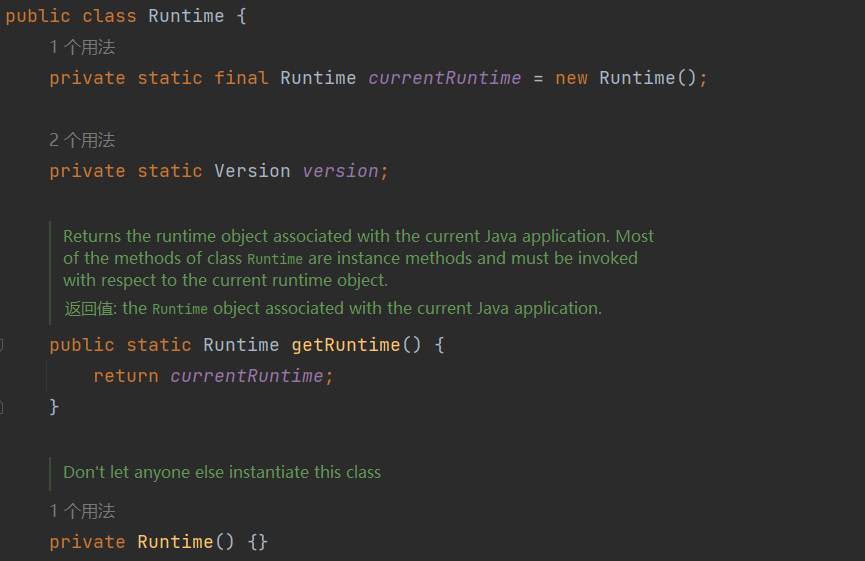 public class Runtime {
1 个用法
private static final Runtime currentRuntime = new Runtime();
2 个用法
private static Version version;
Returns the runtime object associated with the current Java application. Most
of the methods of class Runtime are instance methods and must be invoked
with respect to the current runtime object.
返回值: the Runtime object associated with the current Java application.
public static Runtime getRuntime() {
return currentRuntime;
}
Don't let anyone else instantiate this class
1 个用法
private Runtime() {}